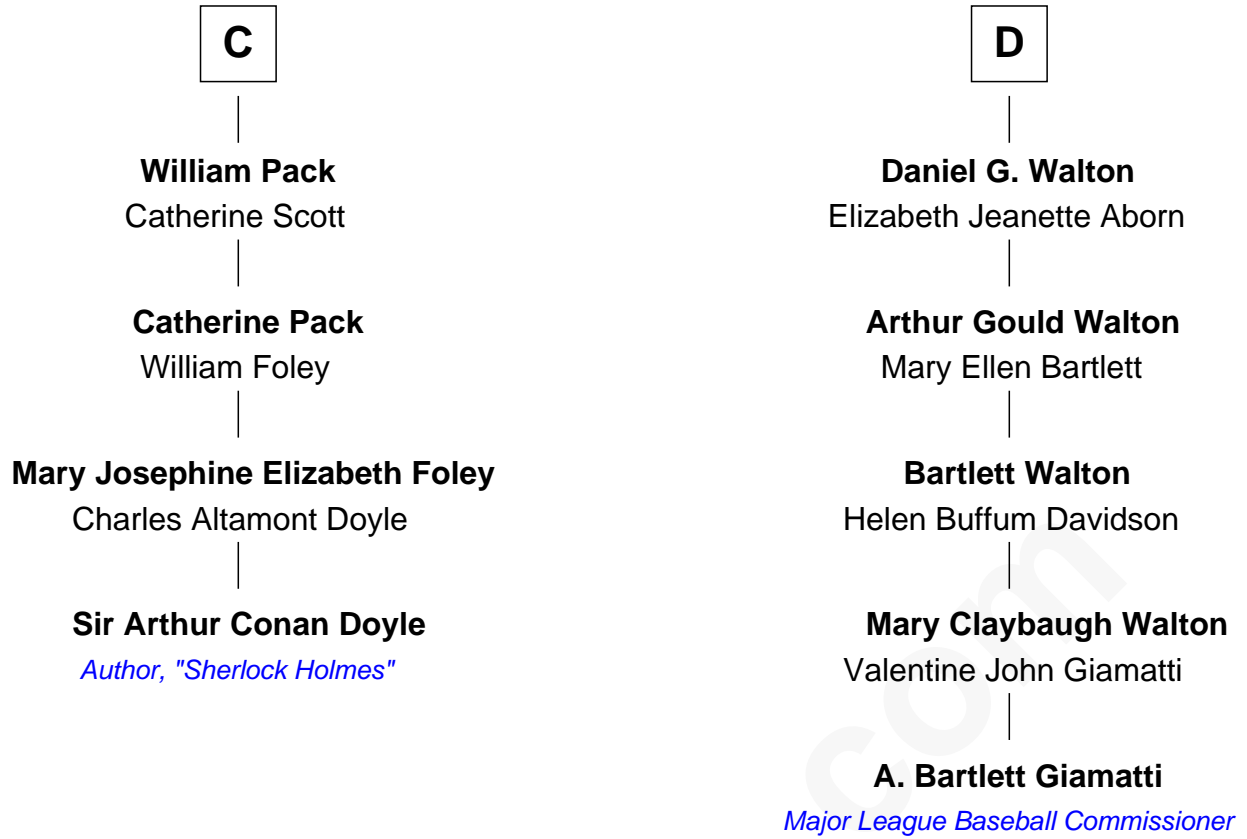 C
William Pack
Catherine Scott
Catherine Pack
William Foley
Mary Josephine Elizabeth Foley
Charles Altamont Doyle
Sir Arthur Conan Doyle
Author, "Sherlock Holmes"
D
Daniel G. Walton
Elizabeth Jeanette Aborn
Arthur Gould Walton
Mary Ellen Bartlett
Bartlett Walton
Helen Buffum Davidson
Mary Claybaugh Walton
Valentine John Giamatti
A. Bartlett Giamatti
Major League Baseball Commissioner
com